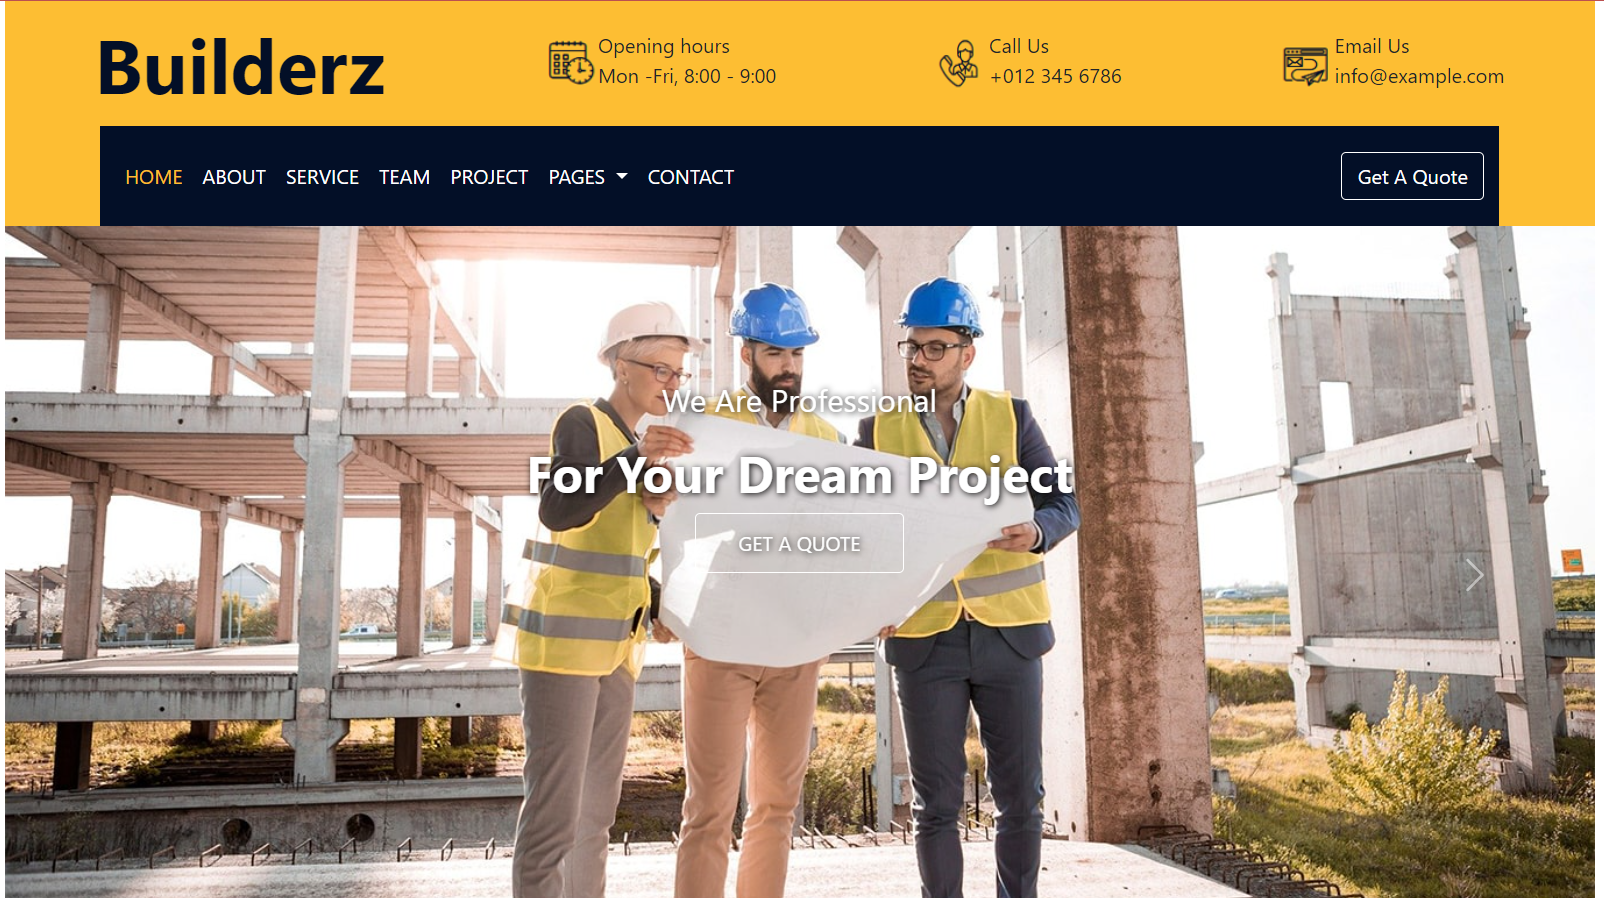 Builderz
Opening hours
Mon -Fri, 8:00 - 9:00
Call Us
+012 345 6786
Email Us
info@example.com
HOME ABOUT SERVICE TEAM PROJECT PAGES CONTACT
Get A Quote
We Are Professional
For Your Dream Project
GET A QUOTE